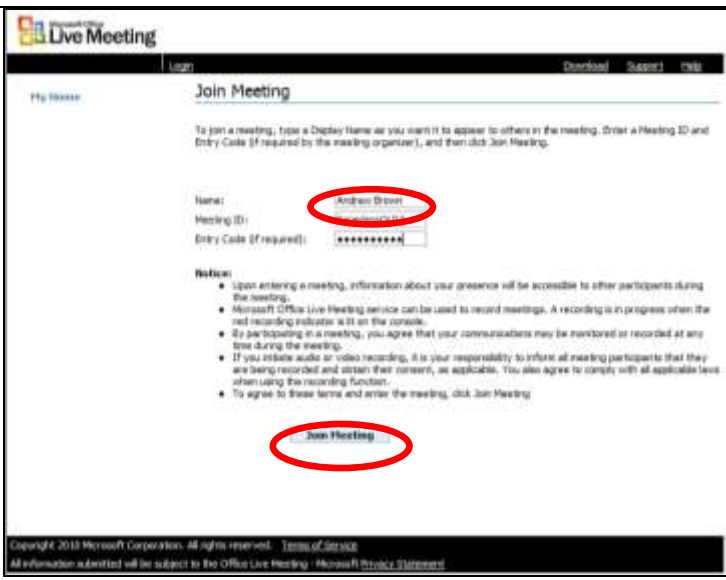 Microsoft Office
Live Meeting
Login Download Support Help
My Home
Join Meeting
To join a meeting, type a Display Name as you want it to appear to others in the meeting. Enter a Meeting ID and
Entry Code (if required by the meeting organizer), and then click Join Meeting.
Name: Andrew Brown
Meeting ID:
Entry Code (if required): ●●●●●●●●●●
Notice:
● Upon entering a meeting, information about your presence will be accessible to other participants during
the meeting.
● Microsoft Office Live Meeting service can be used to record meetings. A recording is in progress when the
red recording indicator is lit on the console.
● By participating in a meeting, you agree that your communications may be monitored or recorded at any
time during the meeting.
● If you initiate audio or video recording, it is your responsibility to inform all meeting participants that they
are being recorded and obtain their consent, as applicable. You also agree to comply with all applicable laws
when using the recording function.
● To agree to these terms and enter the meeting, click Join Meeting
Join Meeting
Copyright 2010 Microsoft Corporation. All rights reserved. Terms of Service
All information submitted will be subject to the Office Live Meeting - Microsoft Privacy Statement